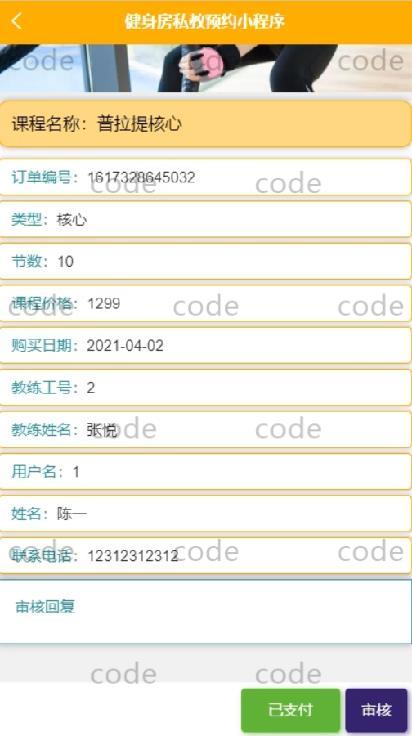 健身房私教预约小程序
code
code
课程名称：普拉提核心
订单编号：1617328645032
code
code
类型：核心
节数：10
课程价格：1299
code
code
code
购买日期：2021-04-02
教练工号：2
教练姓名：张悦
code
code
用户名：1
姓名：陈一
联系电话：12312312312
code
code
code
审核回复
code
code
已支付
审核